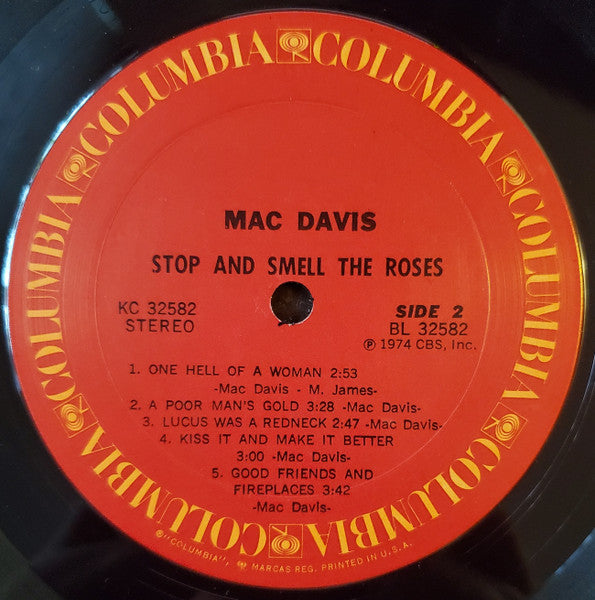 COLUMBIA COLUMBIA COLUMBIA COLUMBIA COLUMBIA COLUMBIA
MAC DAVIS
STOP AND SMELL THE ROSES
KC 32582
STEREO
SIDE 2
BL 32582
℗ 1974 CBS, Inc.
1. ONE HELL OF A WOMAN 2:53
-Mac Davis - M. James-
2. A POOR MAN'S GOLD 3:28 -Mac Davis-
3. LUCUS WAS A REDNECK 2:47 -Mac Davis-
4. KISS IT AND MAKE IT BETTER
3:00 -Mac Davis-
5. GOOD FRIENDS AND
FIREPLACES 3:42
-Mac Davis-
"COLUMBIA", MARCAS REG. PRINTED IN U.S.A.